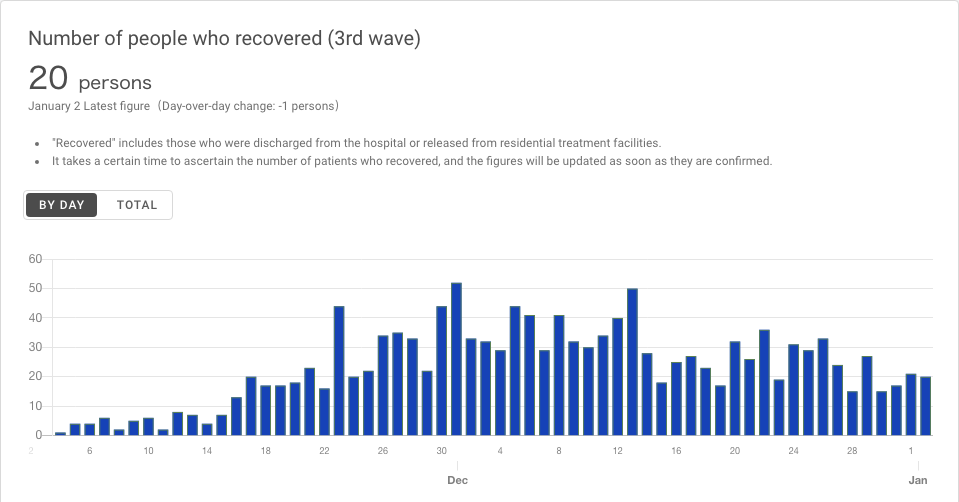 Number of people who recovered (3rd wave)
20 persons
January 2 Latest figure（Day-over-day change: -1 persons）
• "Recovered" includes those who were discharged from the hospital or released from residential treatment facilities.
• It takes a certain time to ascertain the number of patients who recovered, and the figures will be updated as soon as they are confirmed.
BY DAY TOTAL
60
50
40
30
20
10
0
2 6 10 14 18 22 26 30 4 8 12 16 20 24 28 1
Dec Jan